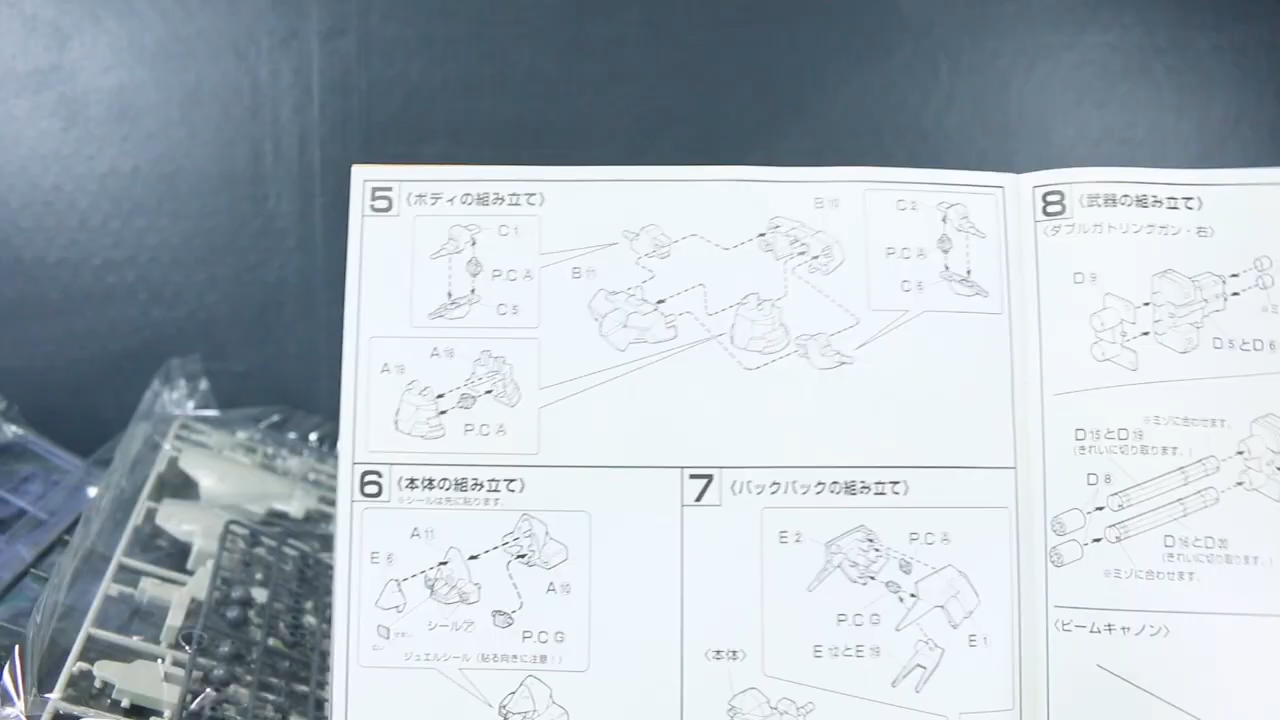 5 《ボディの組み立て》
C1
P.C A
C5
B11
B10
C2
P.C A
C6
A18
A19
P.C A
6 《本体の組み立て》
※シールは先に貼ります。
A11
E6
A10
シール⑦
P.C G
ジュエルシール(貼る向きに注意!)
7 《バックパックの組み立て》
E2
P.C A
P.C G
E1
E12とE19
〈本体〉
8 《武器の組み立て》
〈ダブルガトリングガン・右〉
D9
D5とD6
※ミゾに合わせます。
D15とD19
(きれいに切り取ります。)
D8
D16とD20
(きれいに切り取ります。)
※ミゾに合わせます。
〈ビームキャノン〉